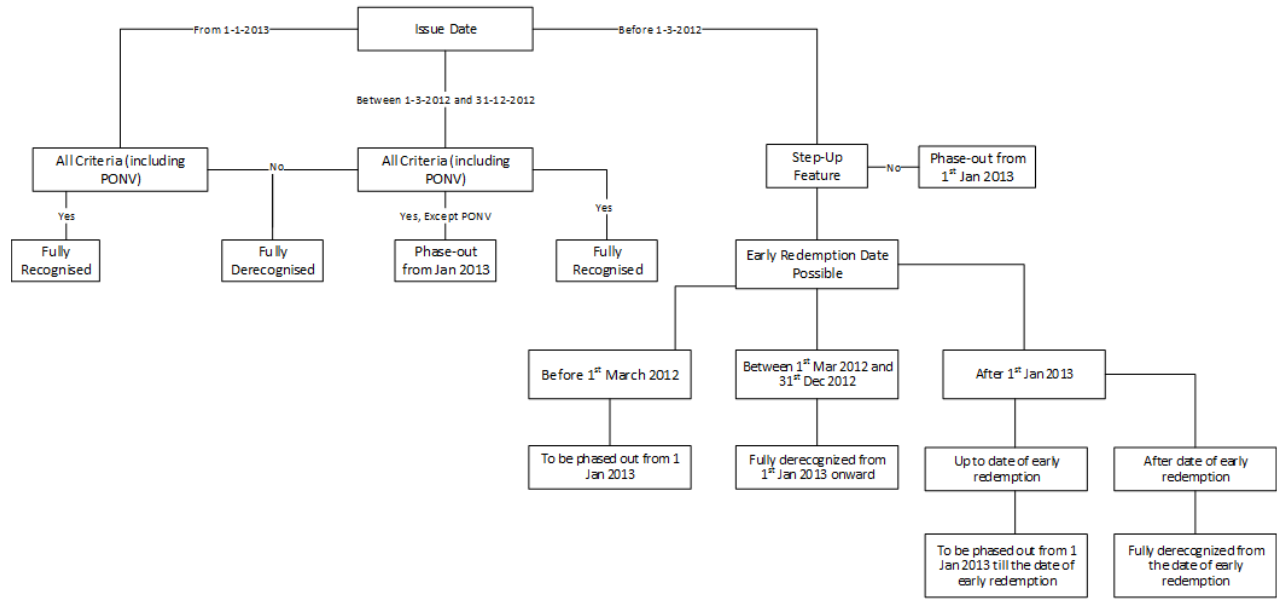 From 1-1-2013
Issue Date
Before 1-3-2012
Between 1-3-2012 and 31-12-2012
All Criteria (including
PONV)
No
All Criteria (including
PONV)
Step-Up
Feature
No
Phase-out from
1st Jan 2013
Yes
Yes, Except PONV
Yes
Fully
Recognised
Fully
Derecognised
Phase-out
from Jan 2013
Fully
Recognised
Early Redemption Date
Possible
Before 1st March 2012
Between 1st Mar 2012 and
31st Dec 2012
After 1st Jan 2013
To be phased out from 1
Jan 2013
Fully derecognized from
1st Jan 2013 onward
Up to date of early
redemption
After date of early
redemption
To be phased out from 1
Jan 2013 till the date of
early redemption
Fully derecognized from
the date of early
redemption